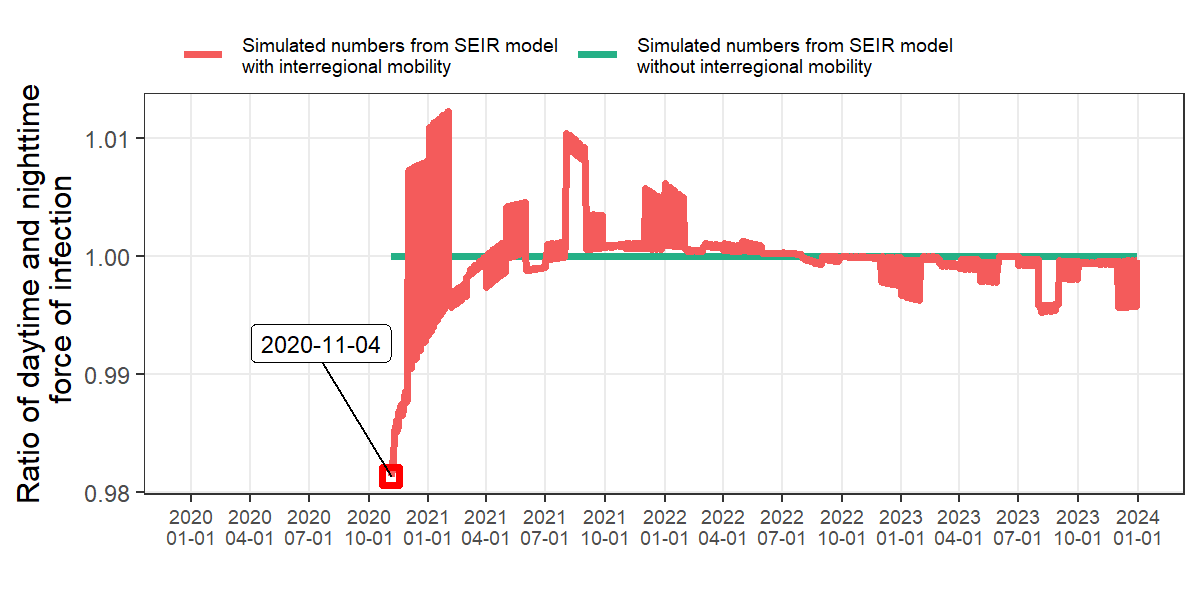 Simulated numbers from SEIR model
with interregional mobility
Simulated numbers from SEIR model
without interregional mobility
Ratio of daytime and nighttime
force of infection
1.01
1.00
0.99
0.98
2020-11-04
2020 2020 2020 2020 2021 2021 2021 2021 2022 2022 2022 2022 2023 2023 2023 2023 2024
01-01 04-01 07-01 10-01 01-01 04-01 07-01 10-01 01-01 04-01 07-01 10-01 01-01 04-01 07-01 10-01 01-01